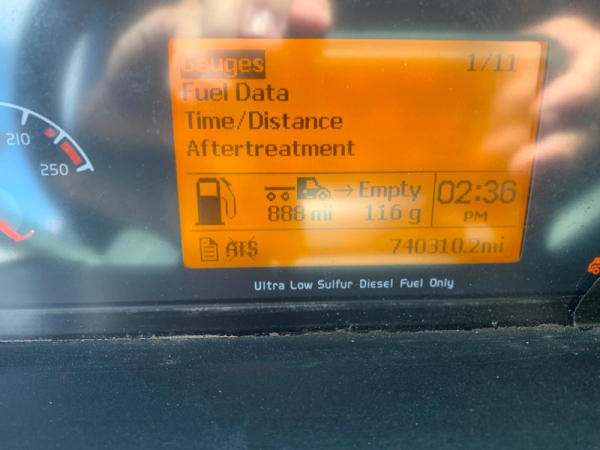 Gauges 1/11
Fuel Data
Time/Distance
Aftertreatment
→ Empty
888 mi 116 g
02:36
PM
ATS
740310.2mi
Ultra Low Sulfur Diesel Fuel Only
210
250